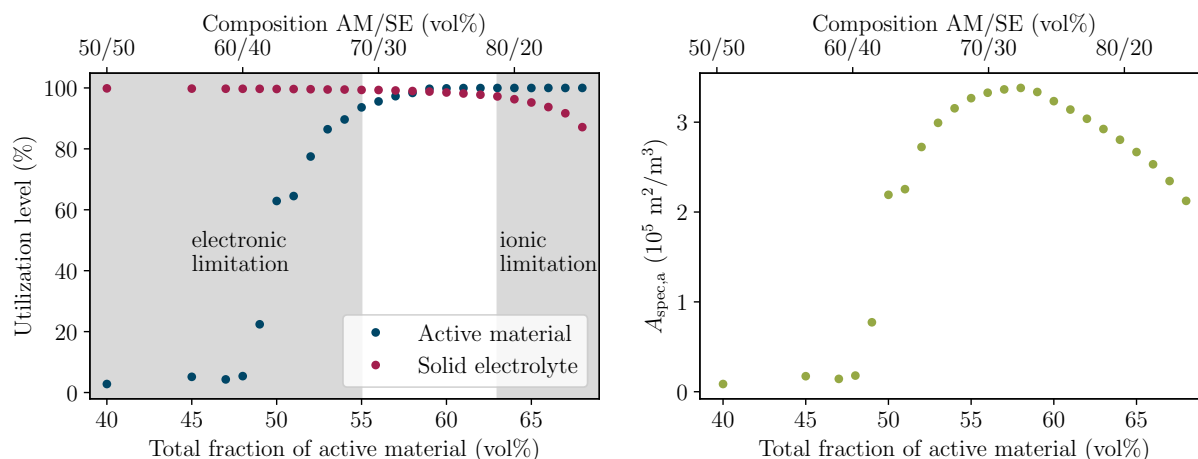 Composition AM/SE (vol%)
50/50 60/40 70/30 80/20
Utilization level (%)
100
80
60
40
20
0
electronic
limitation
ionic
limitation
Active material
Solid electrolyte
40 45 50 55 60 65
Total fraction of active material (vol%)
Composition AM/SE (vol%)
50/50 60/40 70/30 80/20
A_spec,a (10^5 m^2/m^3)
3
2
1
0
40 45 50 55 60 65
Total fraction of active material (vol%)